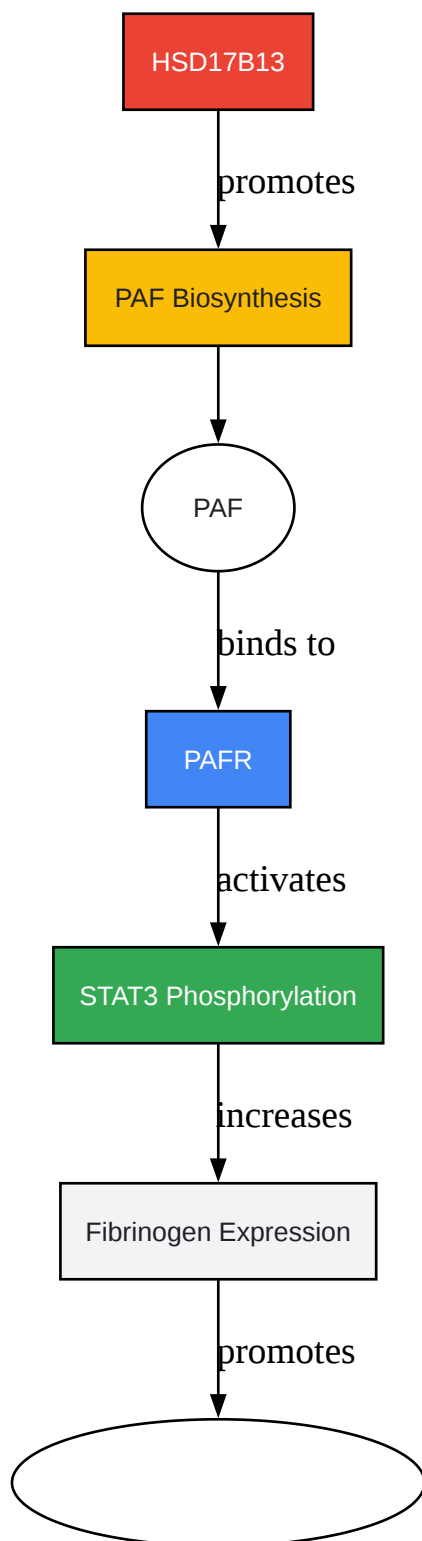 HSD17B13
promotes
PAF Biosynthesis
PAF
binds to
PAFR
activates
STAT3 Phosphorylation
increases
Fibrinogen Expression
promotes